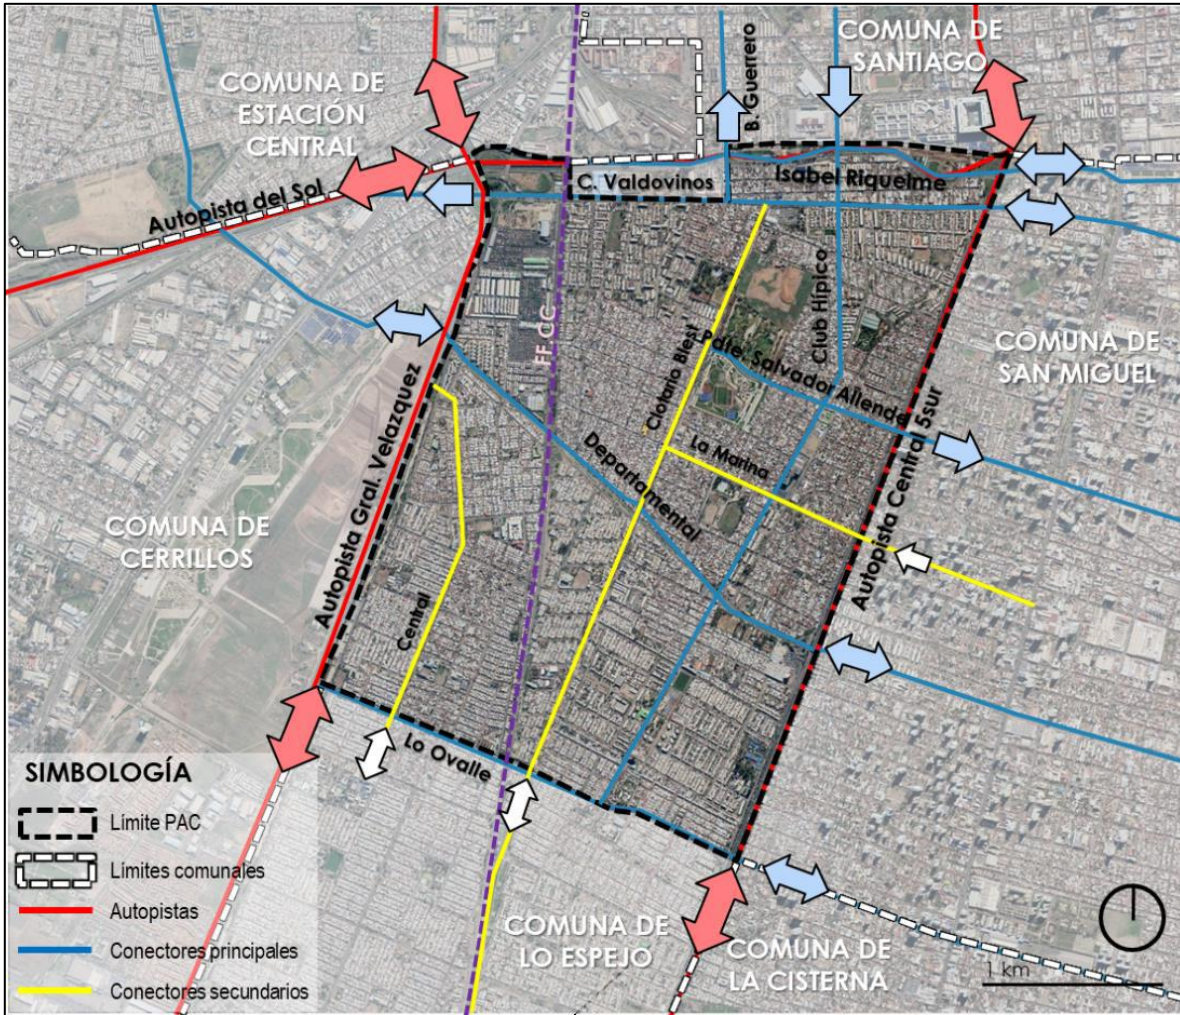 COMUNA DE
ESTACIÓN
CENTRAL
COMUNA DE
SANTIAGO
B. Guerrero
Autopista del Sol
C. Valdovinos
Isabel Riquelme
FF.CC.
Club Hípico
Clotario Blest
Pdte. Salvador Allende
COMUNA DE
SAN MIGUEL
La Marina
Departamental
Autopista Gral. Velazquez
Autopista Central 5sur
COMUNA DE
CERRILLOS
Central
Lo Ovalle
COMUNA DE
LO ESPEJO
COMUNA DE
LA CISTERNA
1 km
SIMBOLOGÍA
Límite PAC
Límites comunales
Autopistas
Conectores principales
Conectores secundarios